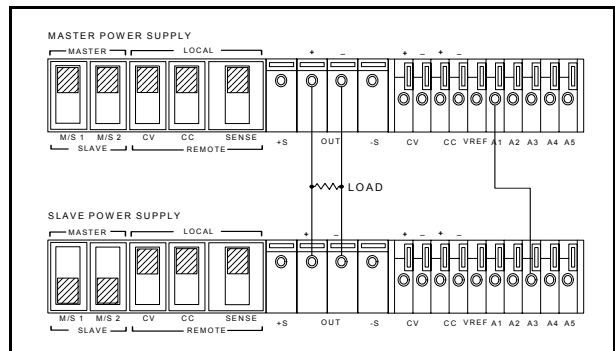 MASTER POWER SUPPLY
MASTER LOCAL
+ – + – + –
M/S 1 M/S 2 CV CC SENSE +S OUT -S CV CC VREF A1 A2 A3 A4 A5
SLAVE REMOTE
LOAD
SLAVE POWER SUPPLY
MASTER LOCAL
+ – + – + –
M/S 1 M/S 2 CV CC SENSE +S OUT -S CV CC VREF A1 A2 A3 A4 A5
SLAVE REMOTE